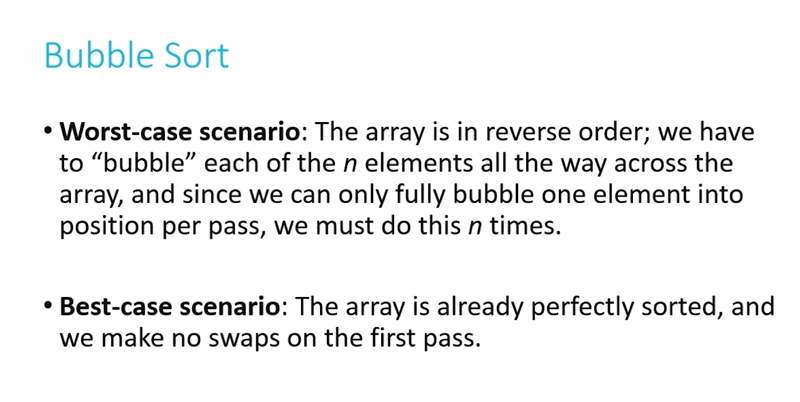 Bubble Sort
• Worst-case scenario: The array is in reverse order; we have
to “bubble” each of the n elements all the way across the
array, and since we can only fully bubble one element into
position per pass, we must do this n times.
• Best-case scenario: The array is already perfectly sorted, and
we make no swaps on the first pass.